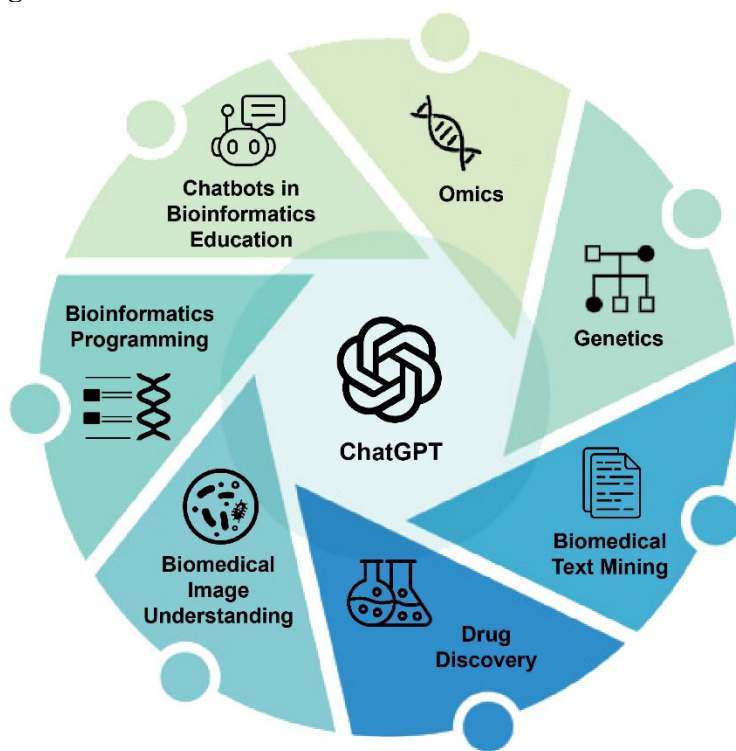 Chatbots in
Bioinformatics
Education
Omics
Genetics
Biomedical
Text Mining
Drug
Discovery
Biomedical
Image
Understanding
Bioinformatics
Programming
ChatGPT